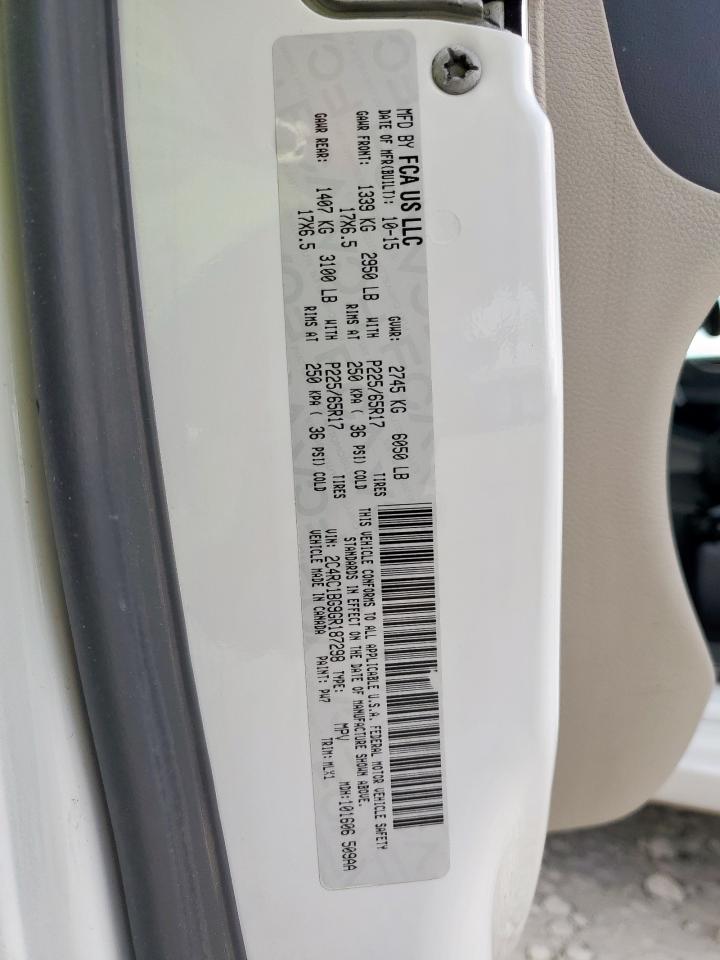 MFD BY FCA US LLC
DATE OF MFR(BUILT): 10-15 GVWR: 2745 KG 6050 LB
GAWR FRONT: 1339 KG 2950 LB WITH P225/65R17 TIRES
17X6.5 RIMS AT 250 KPA ( 36 PSI) COLD
GAWR REAR: 1407 KG 3100 LB WITH P225/65R17 TIRES
17X6.5 RIMS AT 250 KPA ( 36 PSI) COLD
THIS VEHICLE CONFORMS TO ALL APPLICABLE U.S.A. FEDERAL MOTOR VEHICLE SAFETY
STANDARDS IN EFFECT ON THE DATE OF MANUFACTURE SHOWN ABOVE.
VIN: 2C4RC1BG9GR187298 TYPE: MPV MDH:101606 509AA
VEHICLE MADE IN CANADA PAINT: PW7 TRIM:MLX1